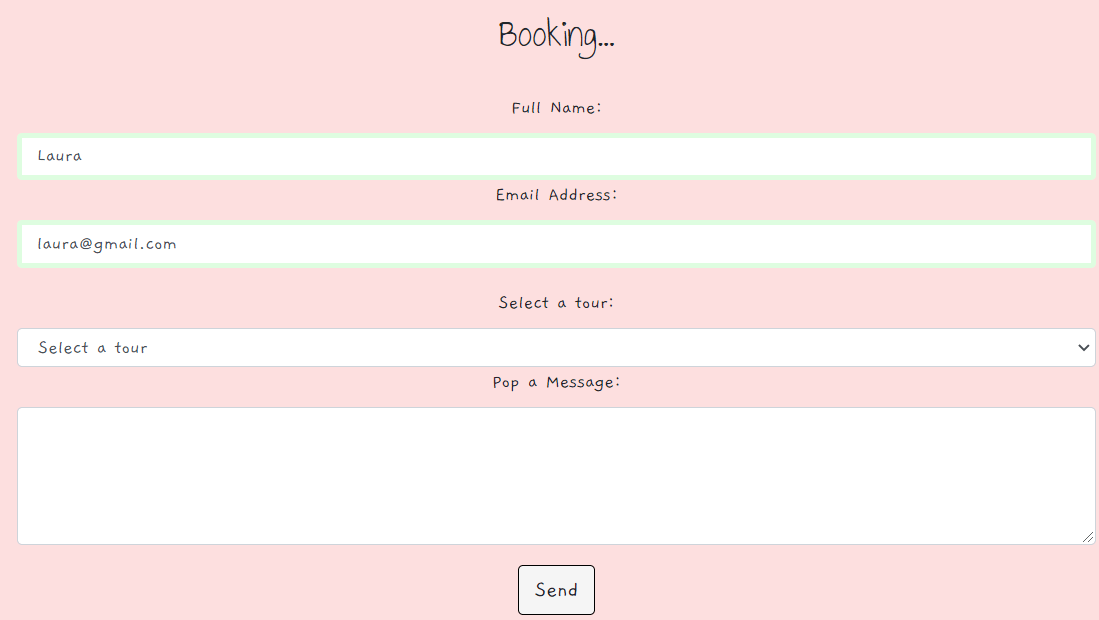 Booking...
Full Name:
Laura
Email Address:
laura@gmail.com
Select a tour:
Select a tour
Pop a Message:
Send